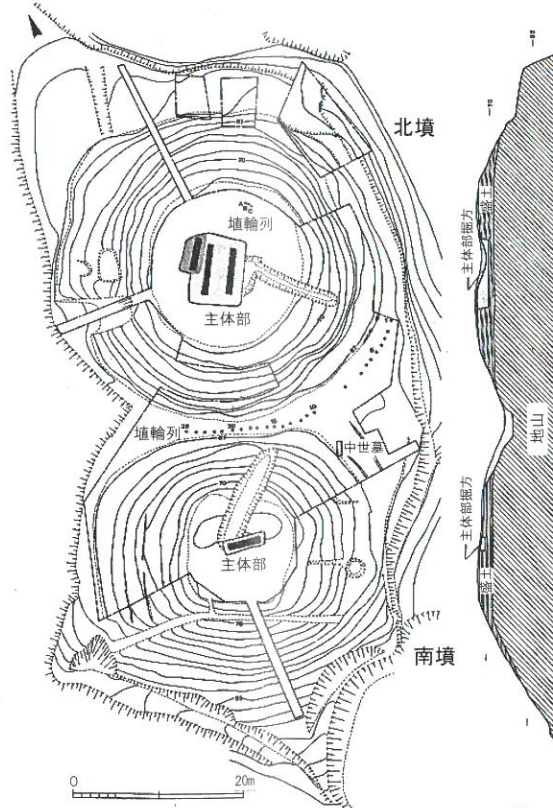 北墳
埴輪列
主体部
埴輪列
中世墓
主体部
南墳
0 20m
盛土
主体部掘方
地山
主体部掘方
盛土